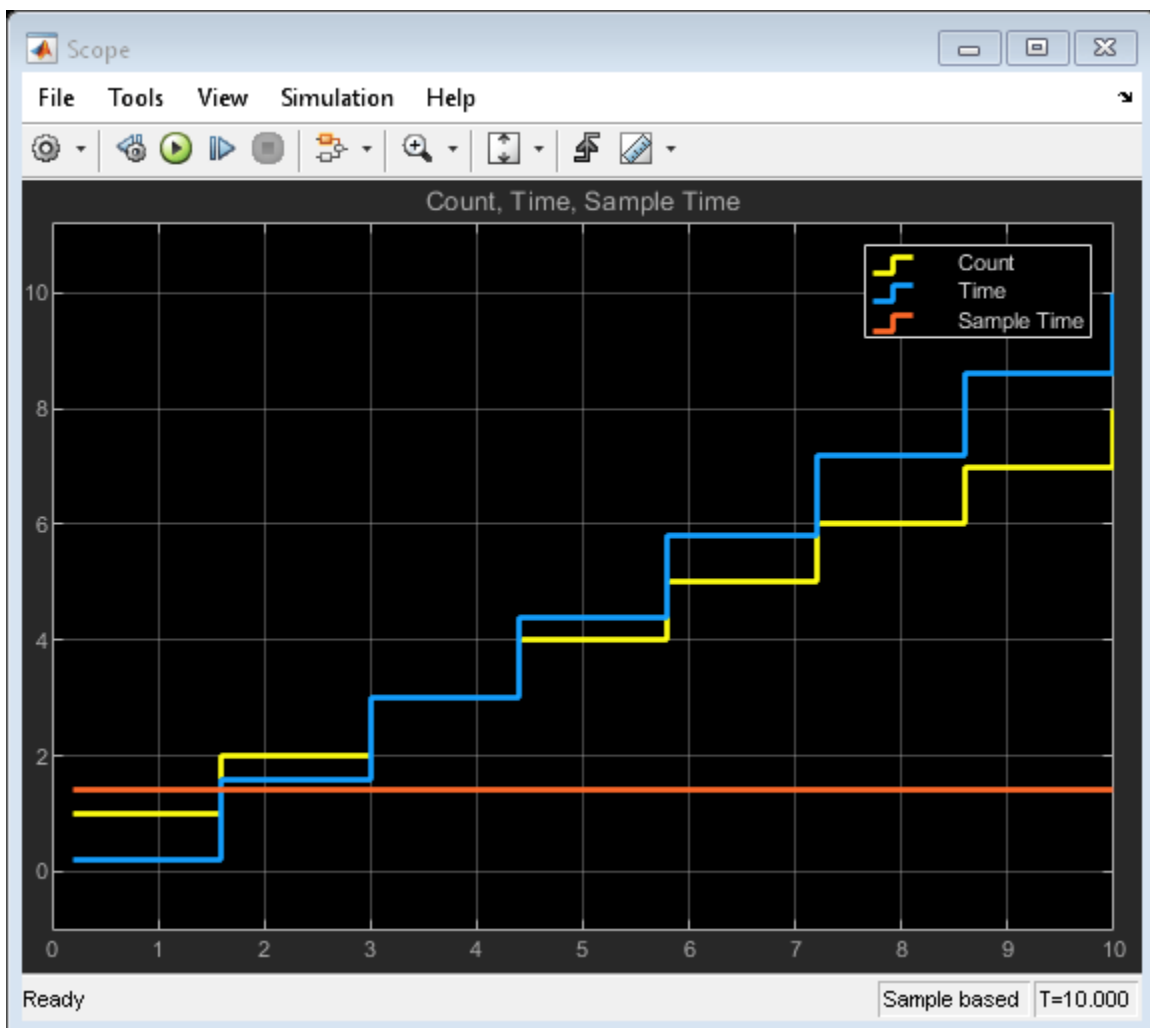 Scope
File Tools View Simulation Help
Count, Time, Sample Time
Count
Time
Sample Time
10
8
6
4
2
0
0 1 2 3 4 5 6 7 8 9 10
Ready Sample based T=10.000